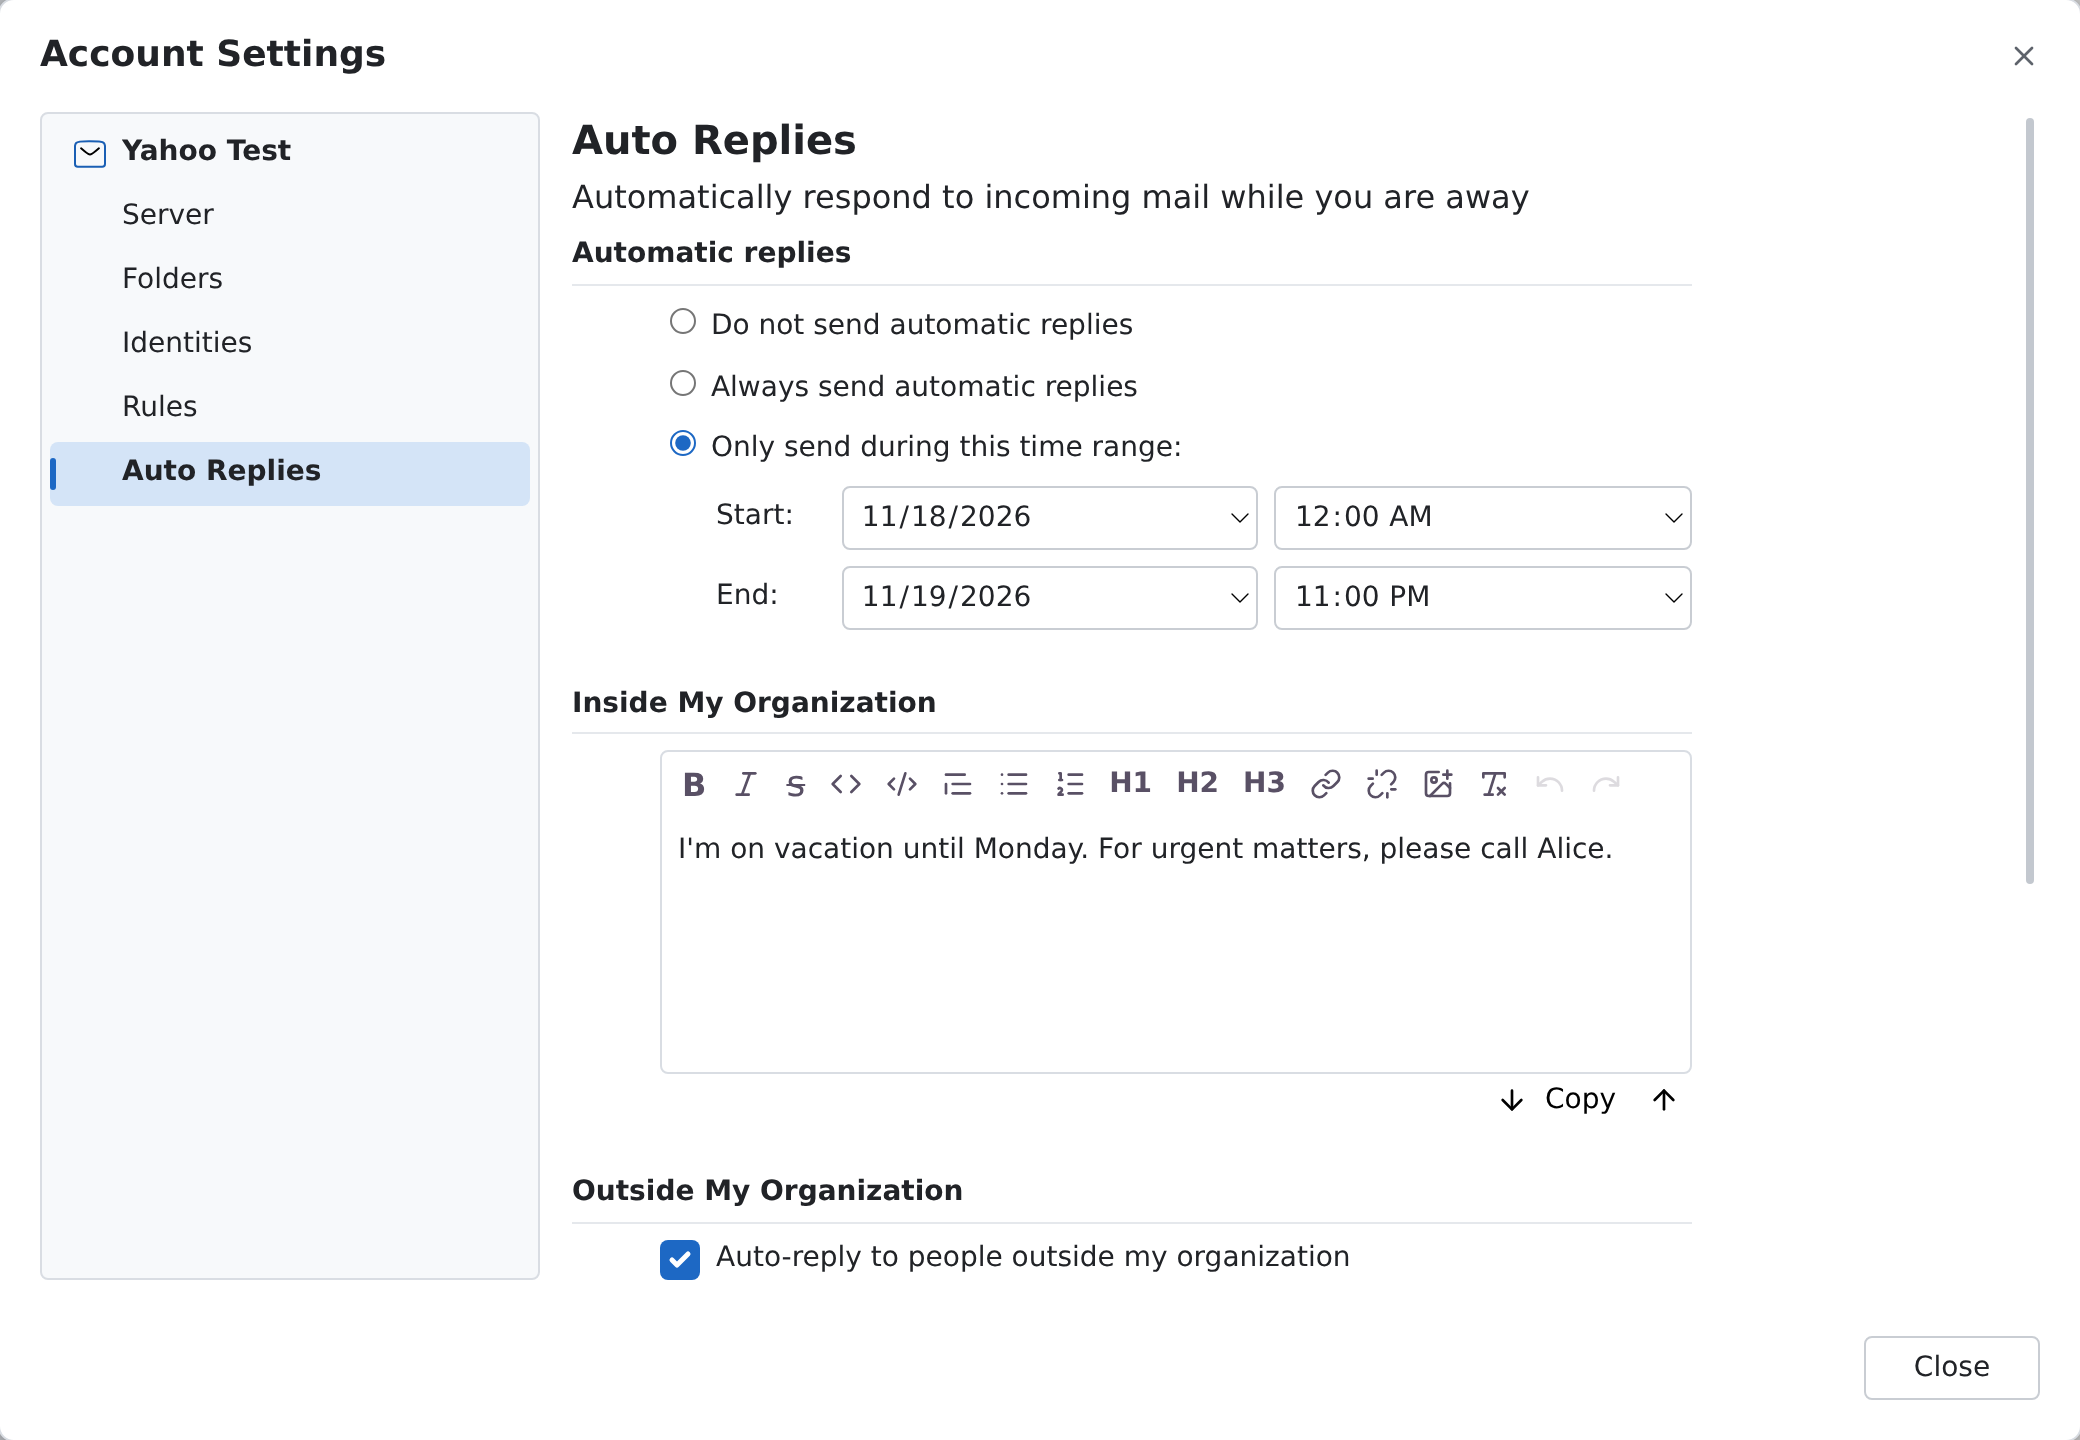 Account Settings
Yahoo Test
Server
Folders
Identities
Rules
Auto Replies
Auto Replies
Automatically respond to incoming mail while you are away
Automatic replies
Do not send automatic replies
Always send automatic replies
Only send during this time range:
Start: 11/18/2026 12:00 AM
End: 11/19/2026 11:00 PM
Inside My Organization
B I S H1 H2 H3
I'm on vacation until Monday. For urgent matters, please call Alice.
Copy
Outside My Organization
Auto-reply to people outside my organization
Close